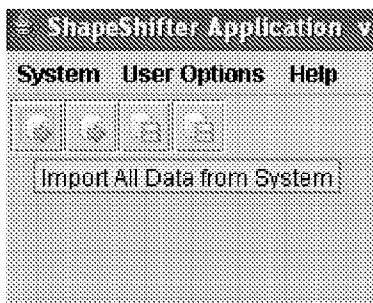 ShapeShifter Application v
System User Options Help
Import All Data from System